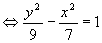 ⇔ y²/9 − x²/7 = 1